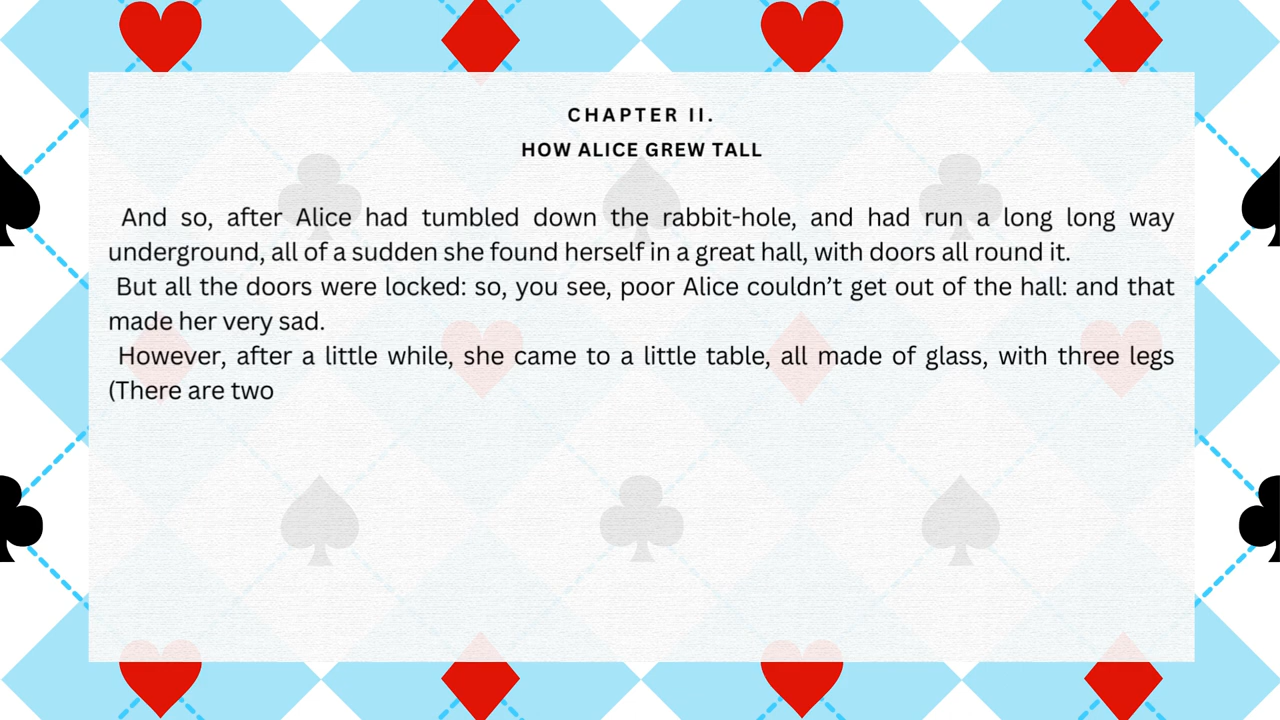 CHAPTER II.
HOW ALICE GREW TALL
And so, after Alice had tumbled down the rabbit-hole, and had run a long long way
underground, all of a sudden she found herself in a great hall, with doors all round it.
But all the doors were locked: so, you see, poor Alice couldn’t get out of the hall: and that
made her very sad.
However, after a little while, she came to a little table, all made of glass, with three legs
(There are two